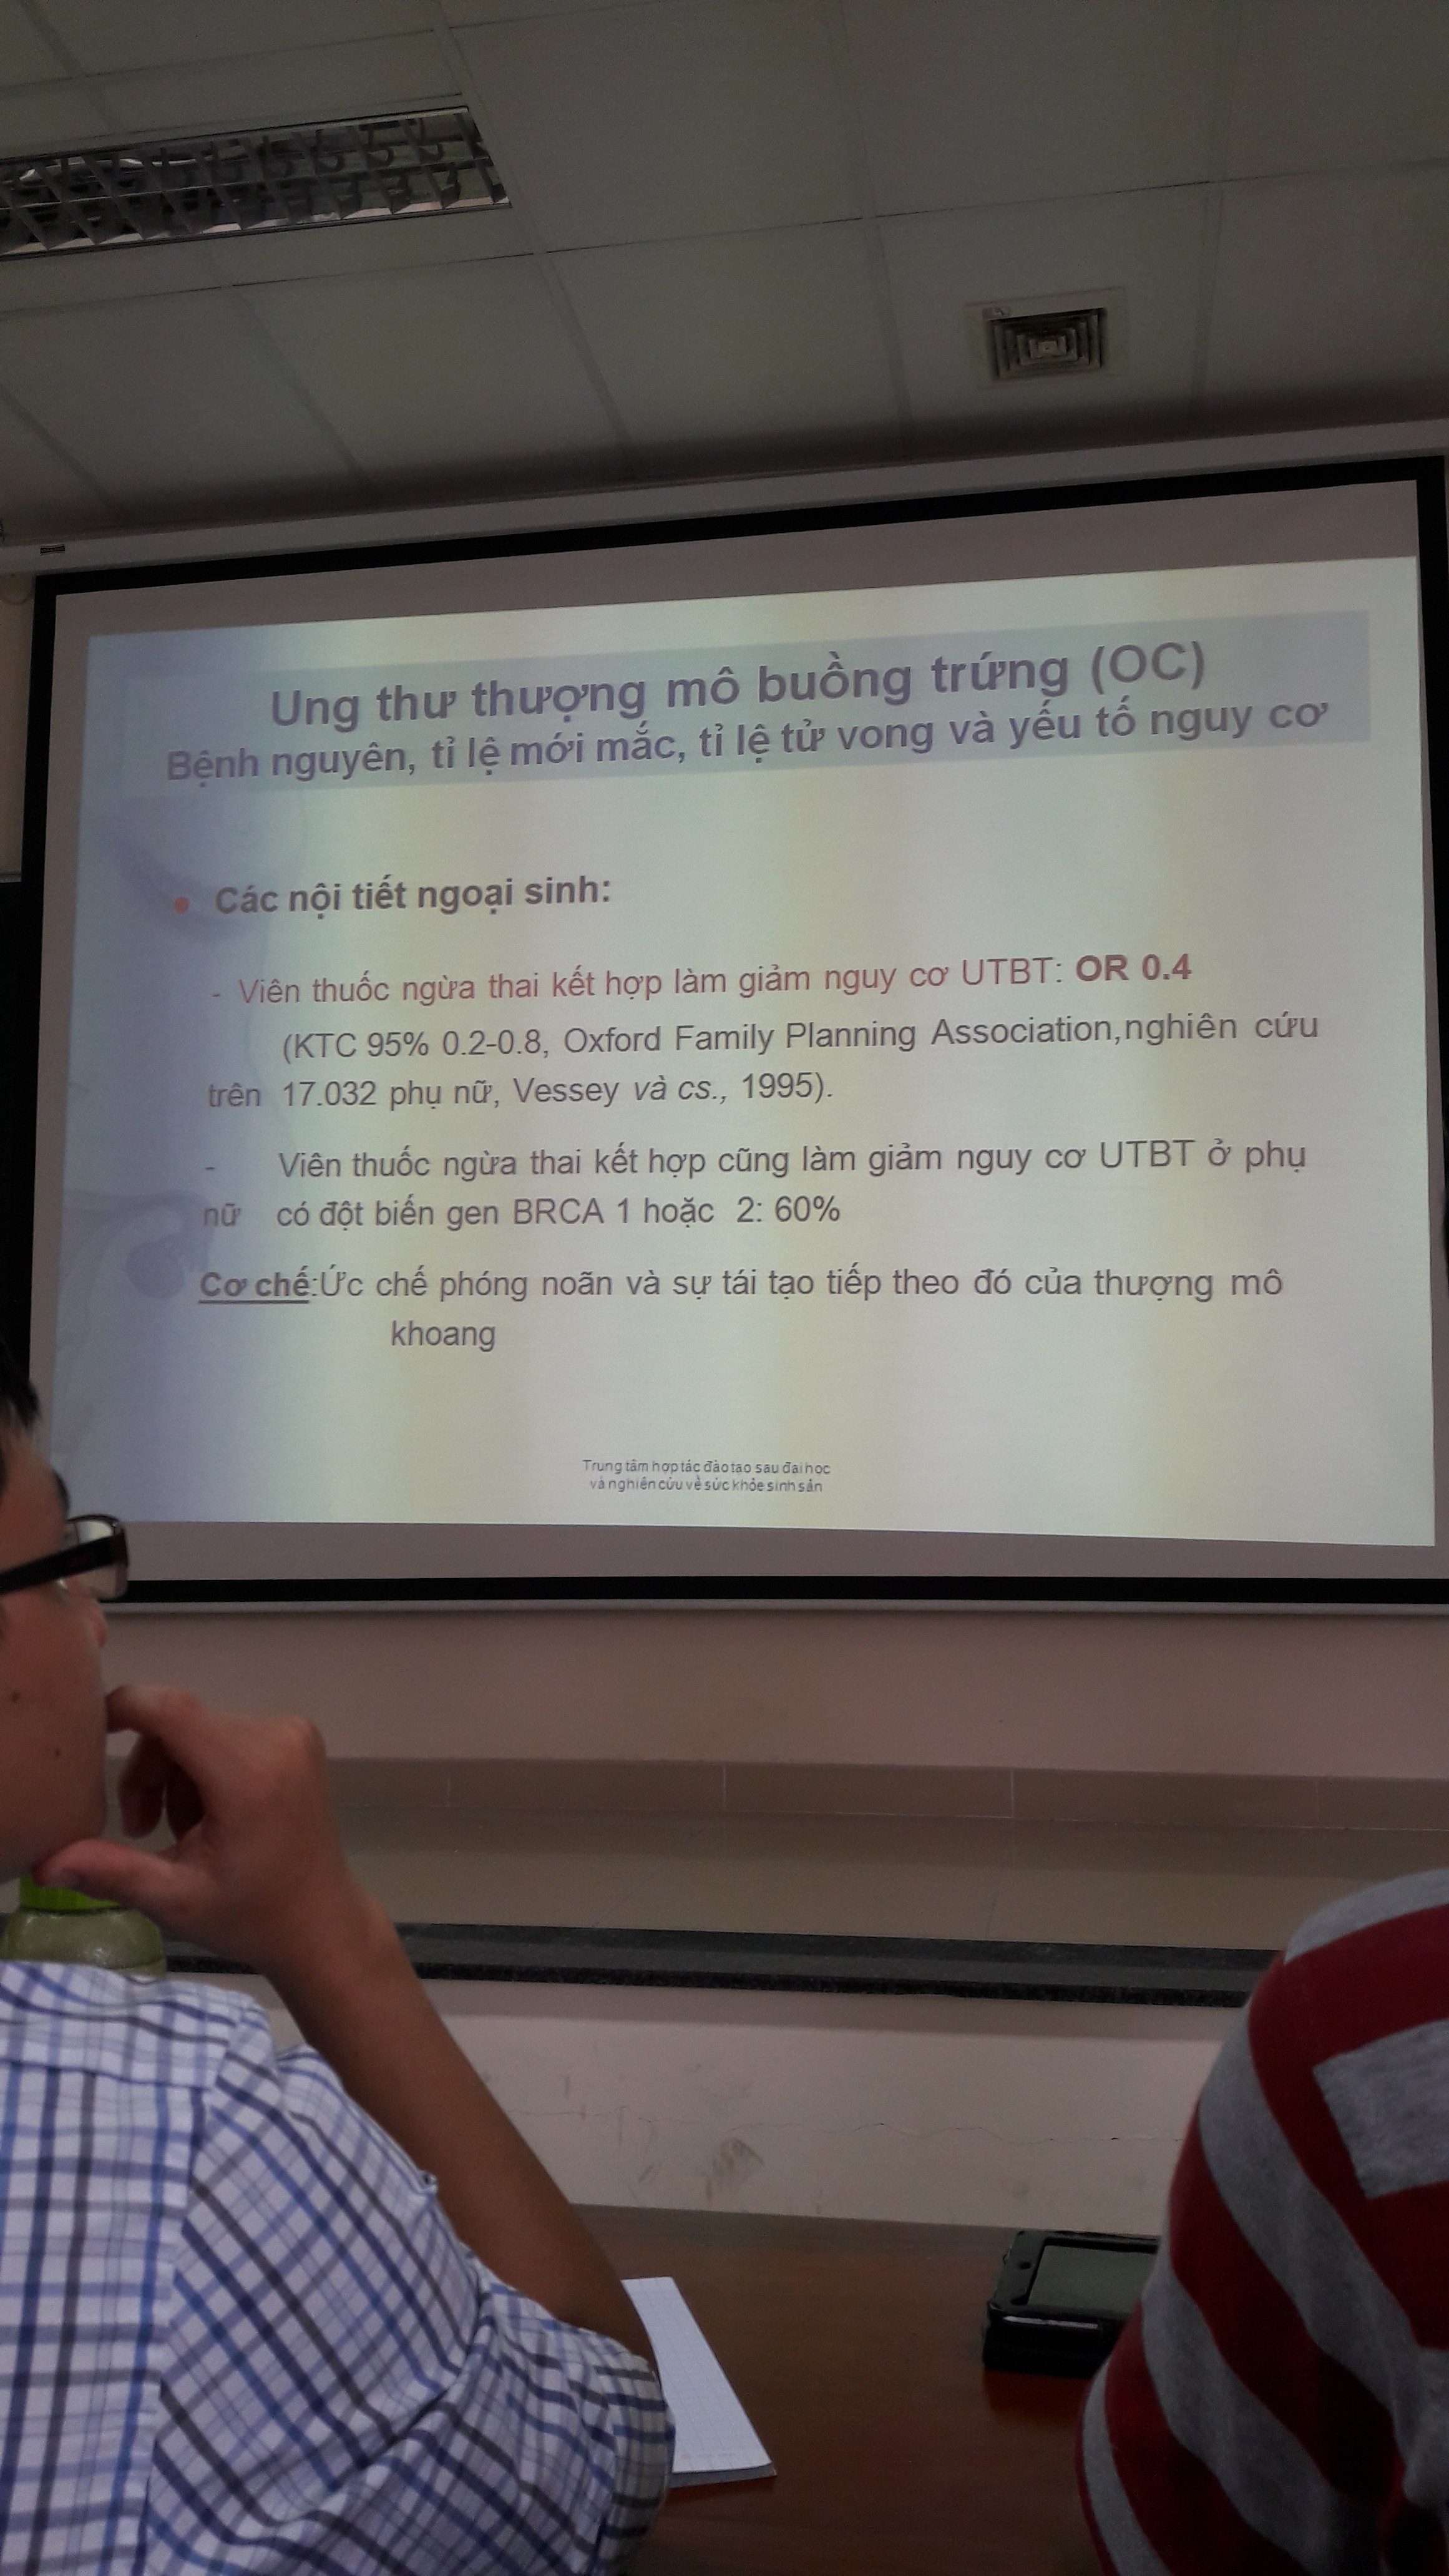 Ung thư thượng mô buồng trứng (OC)
Bệnh nguyên, tỉ lệ mới mắc, tỉ lệ tử vong và yếu tố nguy cơ
• Các nội tiết ngoại sinh:
- Viên thuốc ngừa thai kết hợp làm giảm nguy cơ UTBT: OR 0.4
(KTC 95% 0.2-0.8, Oxford Family Planning Association,nghiên cứu
trên 17.032 phụ nữ, Vessey và cs., 1995).
- Viên thuốc ngừa thai kết hợp cũng làm giảm nguy cơ UTBT ở phụ
nữ có đột biến gen BRCA 1 hoặc 2: 60%
Cơ chế:Ức chế phóng noãn và sự tái tạo tiếp theo đó của thượng mô
khoang
Trung tâm hợp tác đào tạo sau đại học
và nghiên cứu về sức khỏe sinh sản